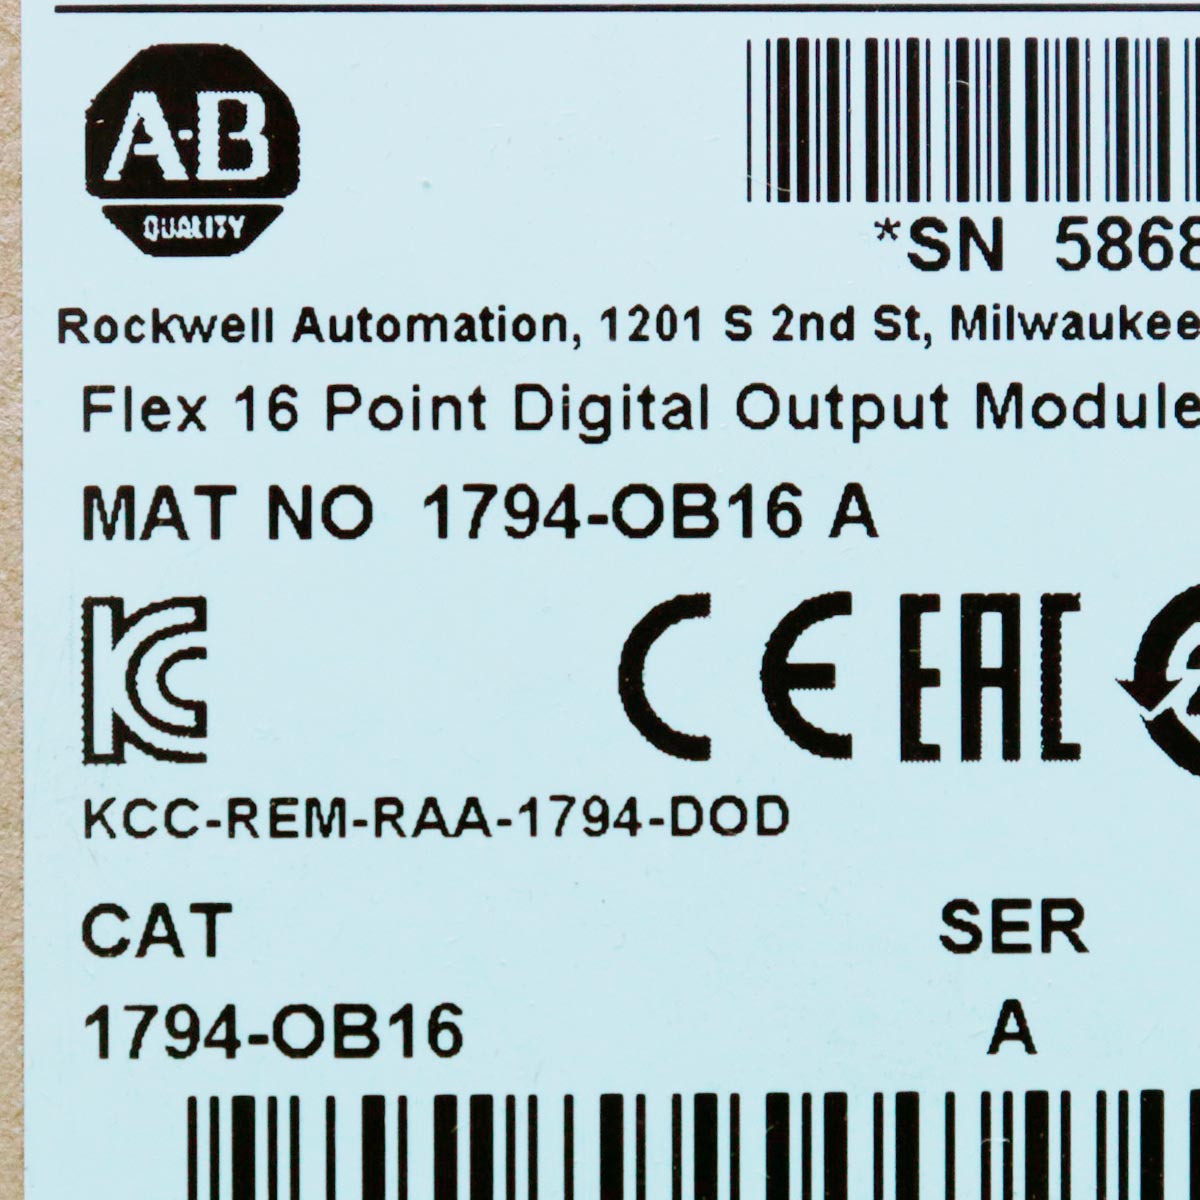 A-B
QUALITY
*SN 5868
Rockwell Automation, 1201 S 2nd St, Milwaukee
Flex 16 Point Digital Output Module
MAT NO 1794-OB16 A
KC CE EAC
KCC-REM-RAA-1794-DOD
CAT SER
1794-OB16 A